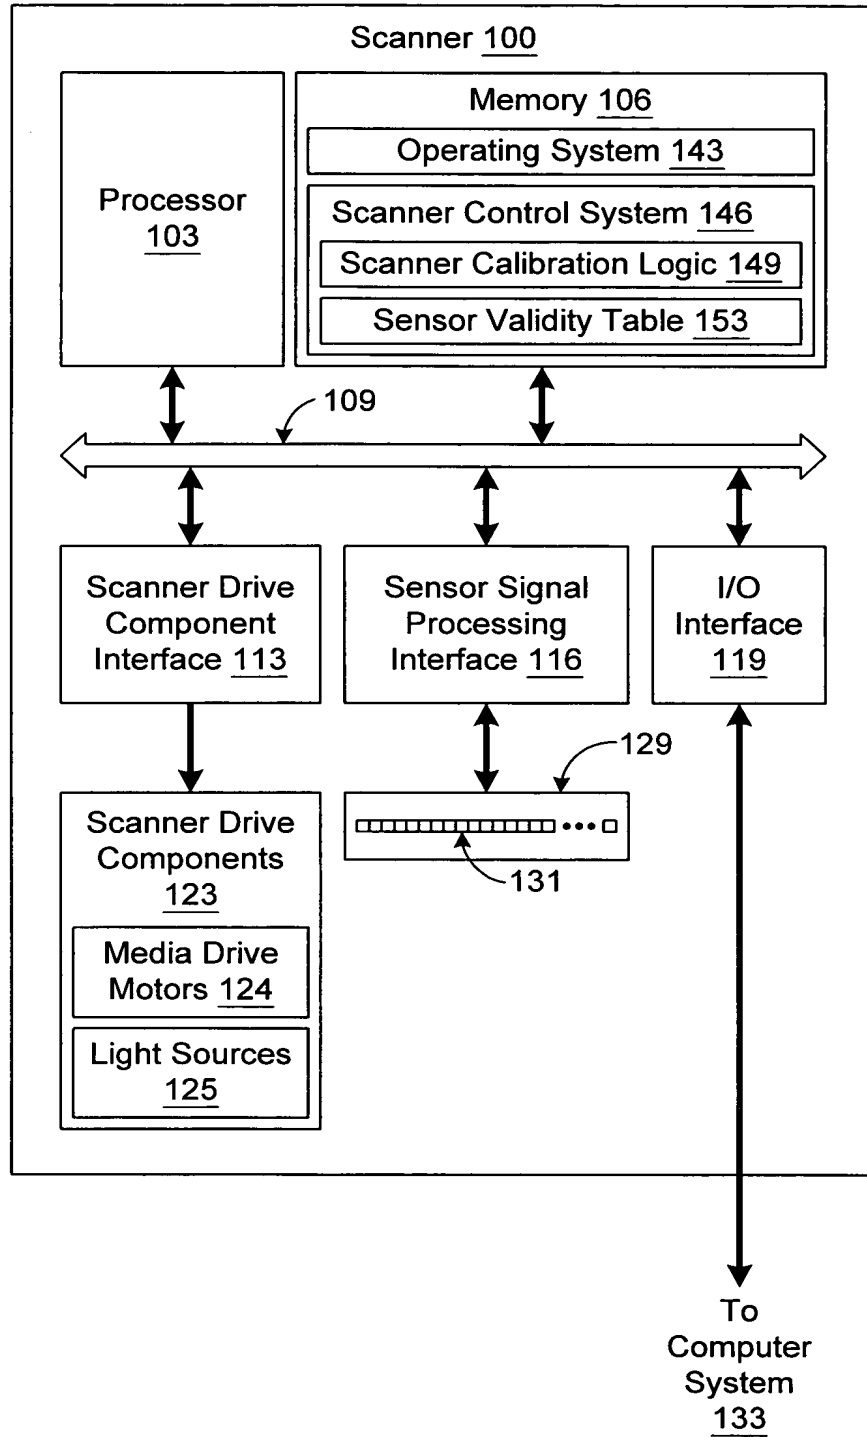 Scanner 100
Processor
103
Memory 106
Operating System 143
Scanner Control System 146
Scanner Calibration Logic 149
Sensor Validity Table 153
109
Scanner Drive
Component
Interface 113
Sensor Signal
Processing
Interface 116
I/O
Interface
119
Scanner Drive
Components
123
Media Drive
Motors 124
Light Sources
125
129
131
To
Computer
System
133